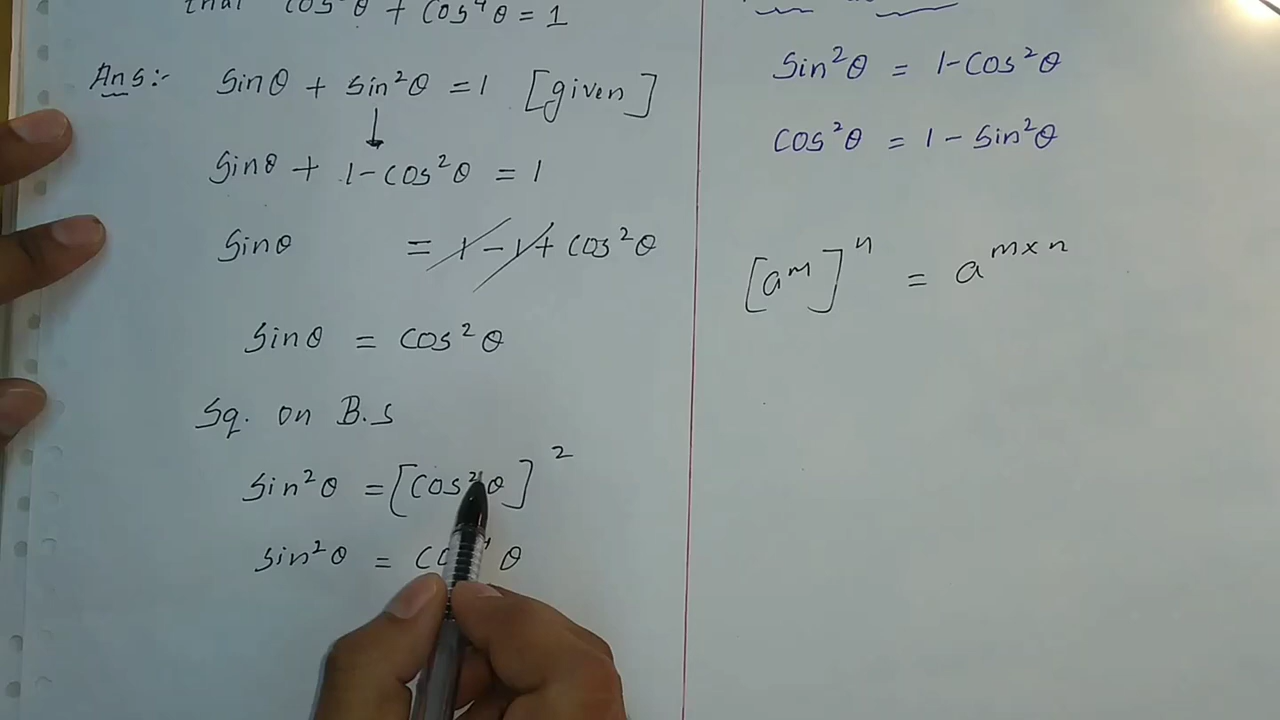 that cos²θ + cos⁴θ = 1
Ans:- sinθ + sin²θ = 1 [given]
sinθ + 1-cos²θ = 1
sinθ = 1 - 1 + cos²θ
sinθ = cos²θ
Sq. on B.S
sin²θ = [cos²θ]²
sin²θ = co⁴θ
sin²θ = 1-cos²θ
cos²θ = 1 - sin²θ
[aᵐ]ⁿ = aᵐˣⁿ